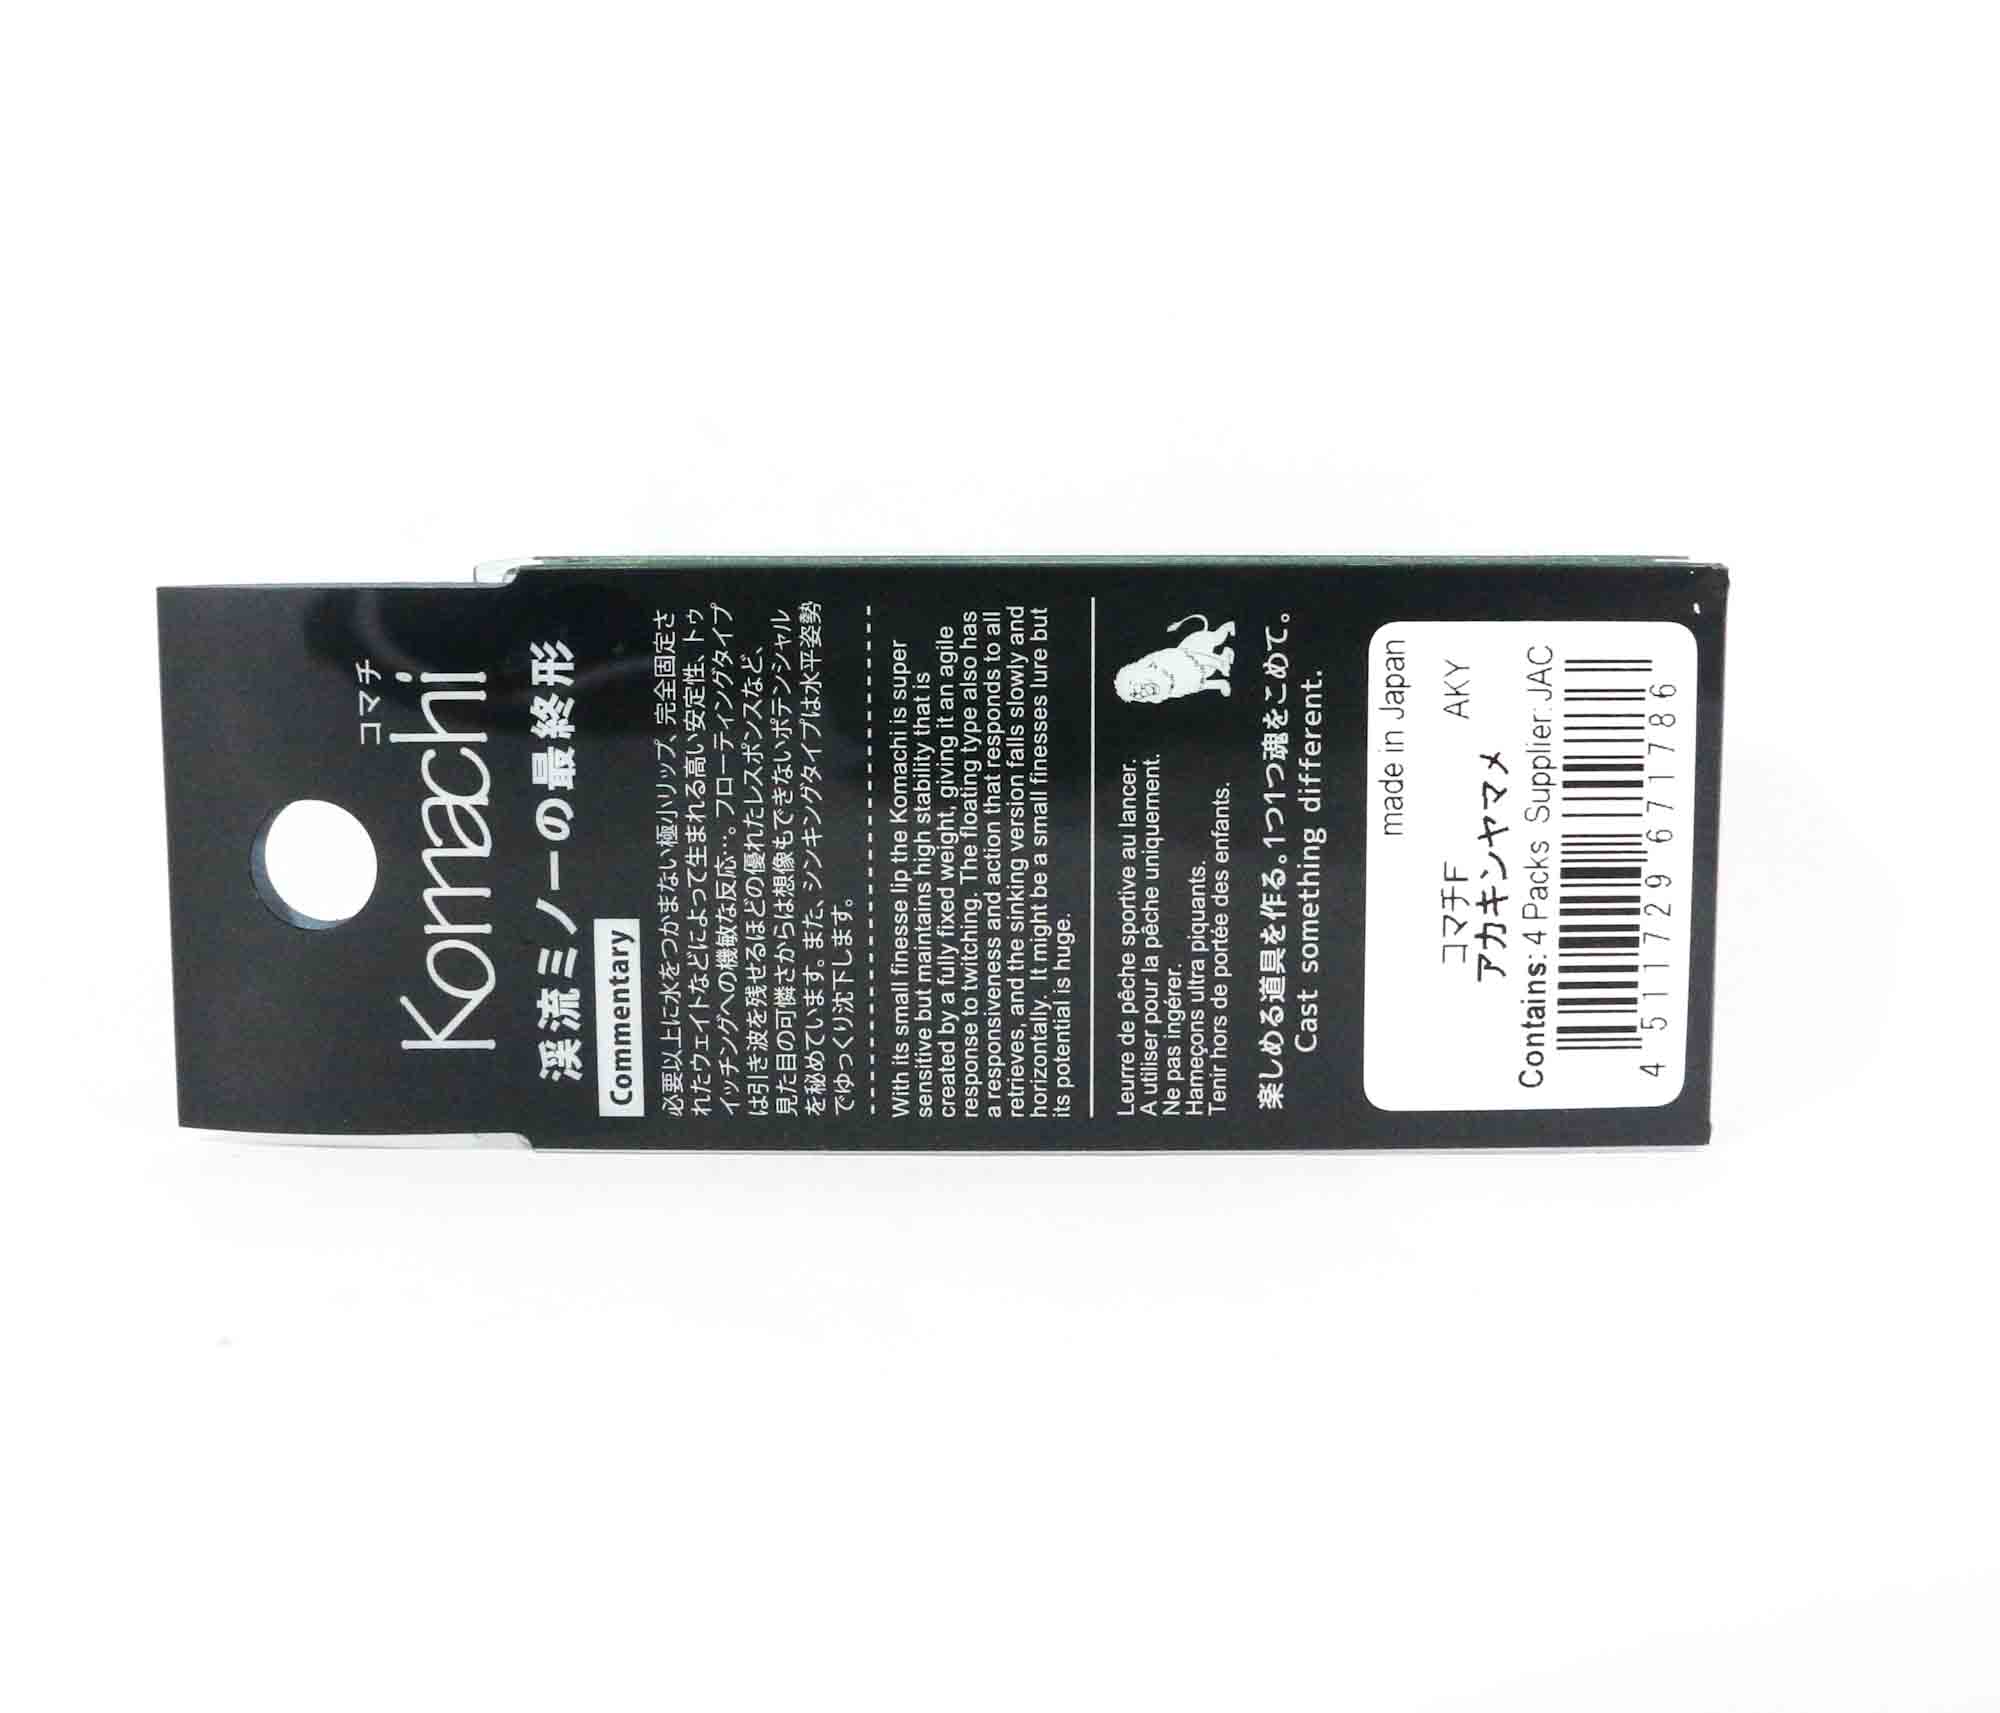 コマチ
Komachi
渓流ミノーの最終形
Commentary
必要以上に水をつかまない極小リップ、完全固定さ
れたウェイトなどによって生まれる高い安定性、トゥ
イッチングへの機敏な反応…。フローティングタイプ
は引き波を残せるほどの優れたレスポンスなど、
見た目の可憐さからは想像もできないポテンシャル
を秘めています。また、シンキングタイプは水平姿勢
でゆっくり沈下します。
With its small finesse lip the Komachi is super
sensitive but maintains high stability that is
created by a fully fixed weight, giving it an agile
response to twitching. The floating type also has
a responsiveness and action that responds to all
retrieves, and the sinking version falls slowly and
horizontally. It might be a small finesses lure but
its potential is huge.
Leurre de pêche sportive au lancer.
A utiliser pour la pêche uniquement.
Ne pas ingérer.
Hameçons ultra piquants.
Tenir hors de portée des enfants.
楽しめる道具を作る。1つ1つ魂をこめて。
Cast something different.
made in Japan
コマチF AKY
アカキンヤマメ
Contains: 4 Packs Supplier: JAC
4 511729 671786